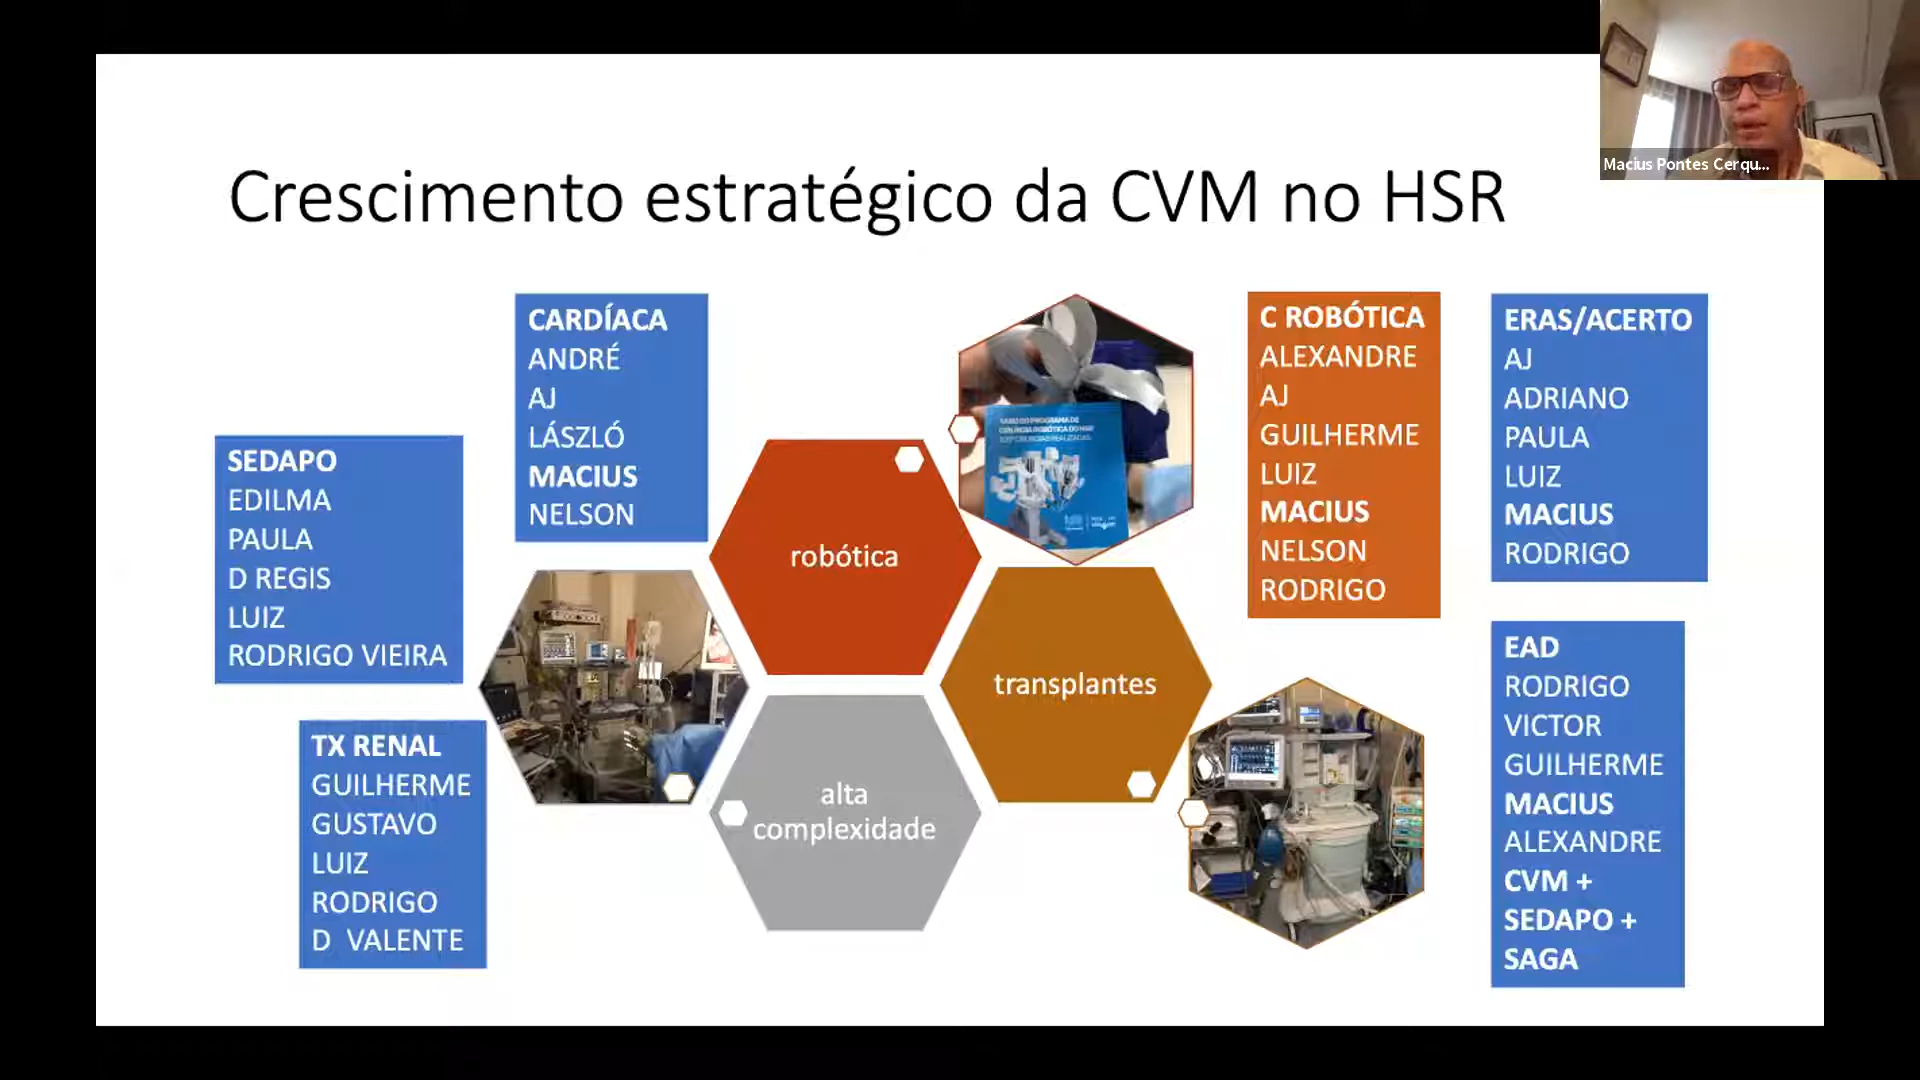 Macius Pontes Cerqu...
Crescimento estratégico da CVM no HSR
CARDÍACA
ANDRÉ
AJ
LÁSZLÓ
MACIUS
NELSON
SEDAPO
EDILMA
PAULA
D REGIS
LUIZ
RODRIGO VIEIRA
TX RENAL
GUILHERME
GUSTAVO
LUIZ
RODRIGO
D  VALENTE
robótica
transplantes
alta
complexidade
C ROBÓTICA
ALEXANDRE
AJ
GUILHERME
LUIZ
MACIUS
NELSON
RODRIGO
ERAS/ACERTO
AJ
ADRIANO
PAULA
LUIZ
MACIUS
RODRIGO
EAD
RODRIGO
VICTOR
GUILHERME
MACIUS
ALEXANDRE
CVM +
SEDAPO +
SAGA